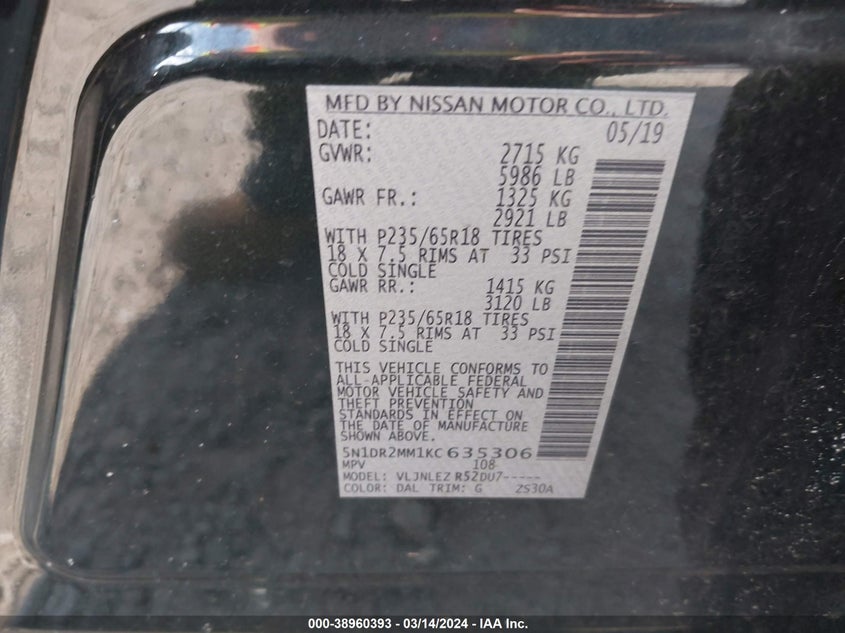 MFD BY NISSAN MOTOR CO., LTD.
DATE: 05/19
GVWR: 2715 KG
5986 LB
GAWR FR.: 1325 KG
2921 LB
WITH P235/65R18 TIRES
18 X 7.5 RIMS AT 33 PSI
COLD SINGLE
GAWR RR.: 1415 KG
3120 LB
WITH P235/65R18 TIRES
18 X 7.5 RIMS AT 33 PSI
COLD SINGLE
THIS VEHICLE CONFORMS TO
ALL-APPLICABLE FEDERAL
MOTOR VEHICLE SAFETY AND
THEFT PREVENTION
STANDARDS IN EFFECT ON
THE DATE OF MANUFACTURE
SHOWN ABOVE.
5N1DR2MM1KC635306
MPV 108
MODEL: VLJNLEZ R52DU7-----
COLOR: DAL TRIM: G 2S30A
000-38960393 - 03/14/2024 - IAA Inc.